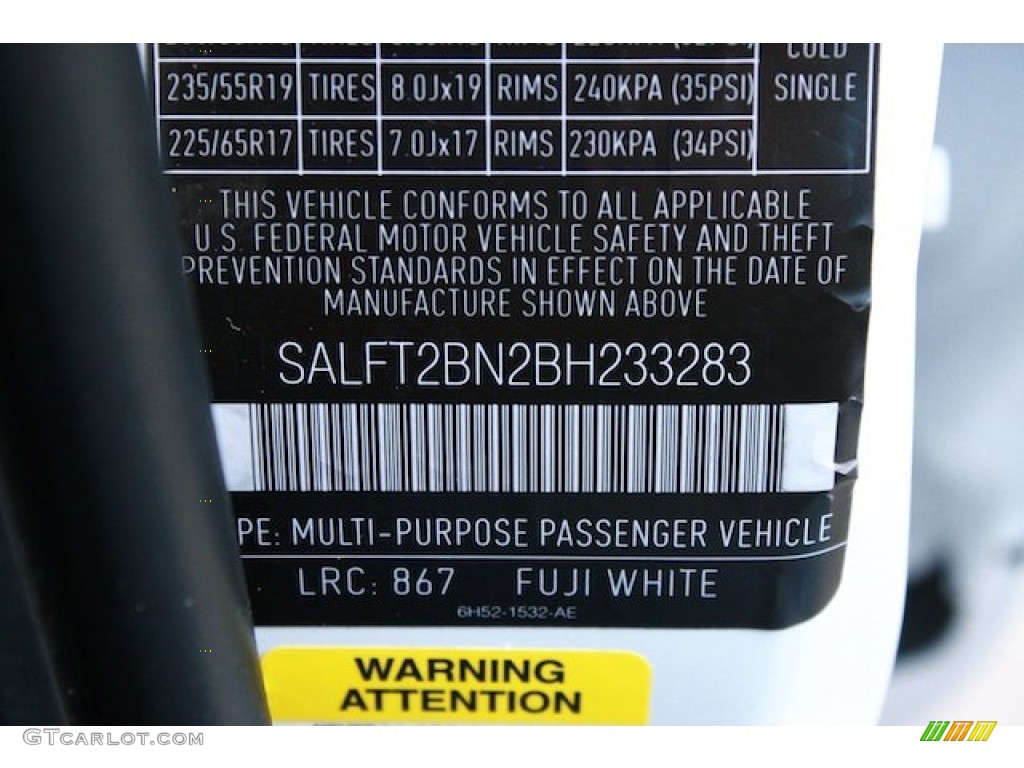 COLD
235/55R19 TIRES 8.0Jx19 RIMS 240KPA (35PSI) SINGLE
225/65R17 TIRES 7.0Jx17 RIMS 230KPA (34PSI)
THIS VEHICLE CONFORMS TO ALL APPLICABLE
U.S. FEDERAL MOTOR VEHICLE SAFETY AND THEFT
PREVENTION STANDARDS IN EFFECT ON THE DATE OF
MANUFACTURE SHOWN ABOVE
SALFT2BN2BH233283
PE: MULTI-PURPOSE PASSENGER VEHICLE
LRC: 867 FUJI WHITE
6H52-1532-AE
WARNING
ATTENTION
GTCARLOT.COM